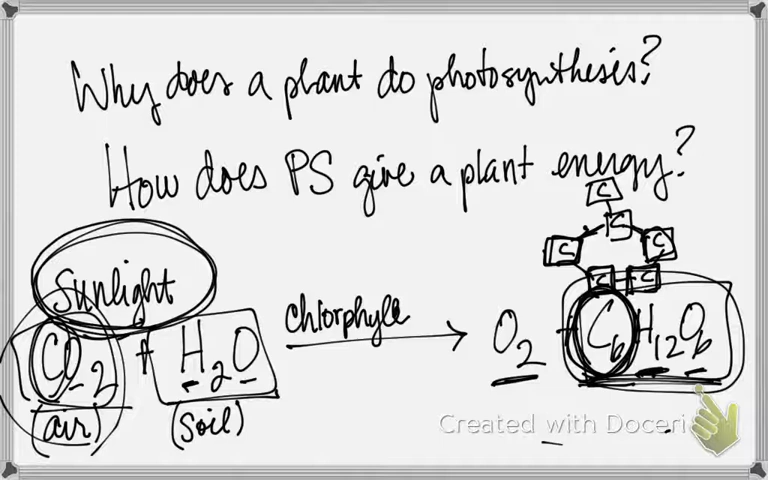 Why does a plant do photosynthesis?
How does PS give a plant energy?
C
C
C C
C C
Sunlight
CO2 + H2O Chlorphyle O2 + C6H12O6
(air) (soil)
Created with Doceri